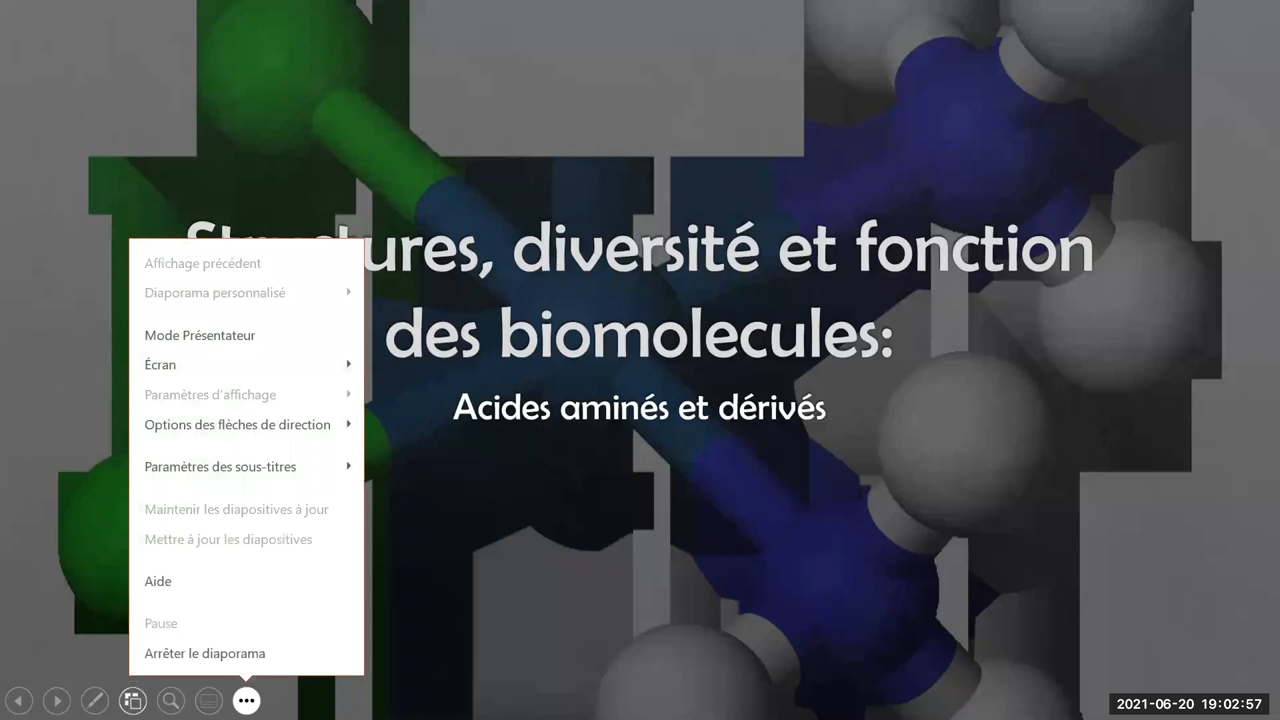 ures, diversité et fonction
des biomolecules:
Acides aminés et dérivés
Affichage précédent
Diaporama personnalisé
Mode Présentateur
Écran
Paramètres d'affichage
Options des flèches de direction
Paramètres des sous-titres
Maintenir les diapositives à jour
Mettre à jour les diapositives
Aide
Pause
Arrêter le diaporama
2021-06-20 19:02:57